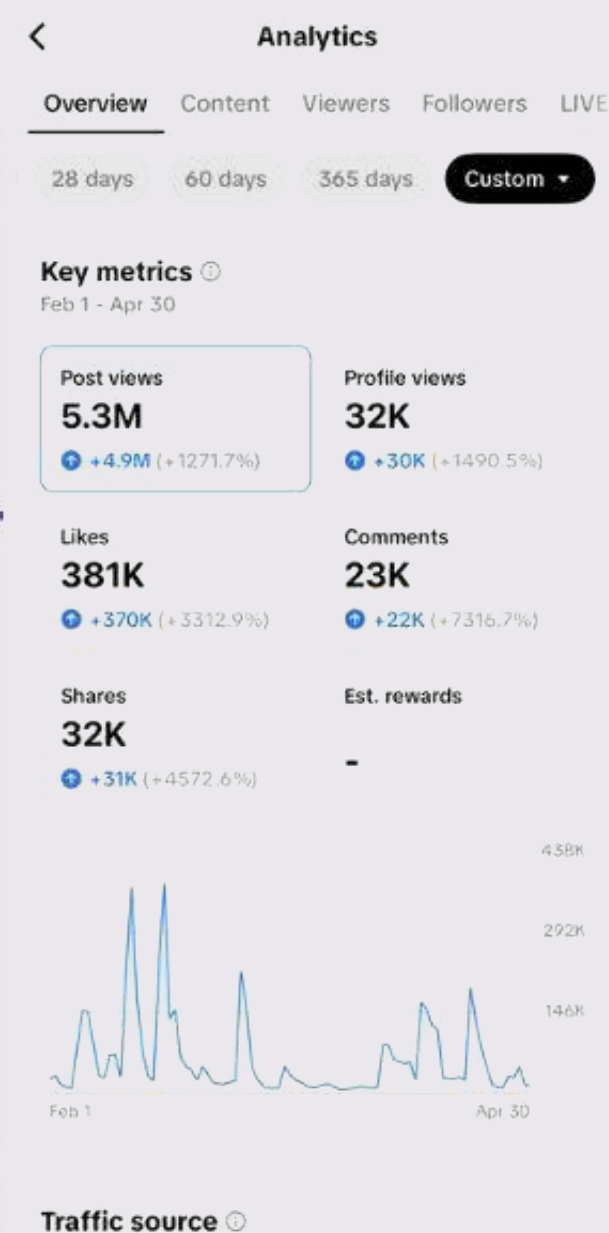 Analytics
Overview Content Viewers Followers LIVE
28 days 60 days 365 days Custom
Key metrics
Feb 1 - Apr 30
Post views Profile views
5.3M 32K
+4.9M (+1271.7%) +30K (+1490.5%)
Likes Comments
381K 23K
+370K (+3312.9%) +22K (+7316.7%)
Shares Est. rewards
32K -
+31K (+4572.6%)
438K
292K
146K
Feb 1 Apr 30
Traffic source